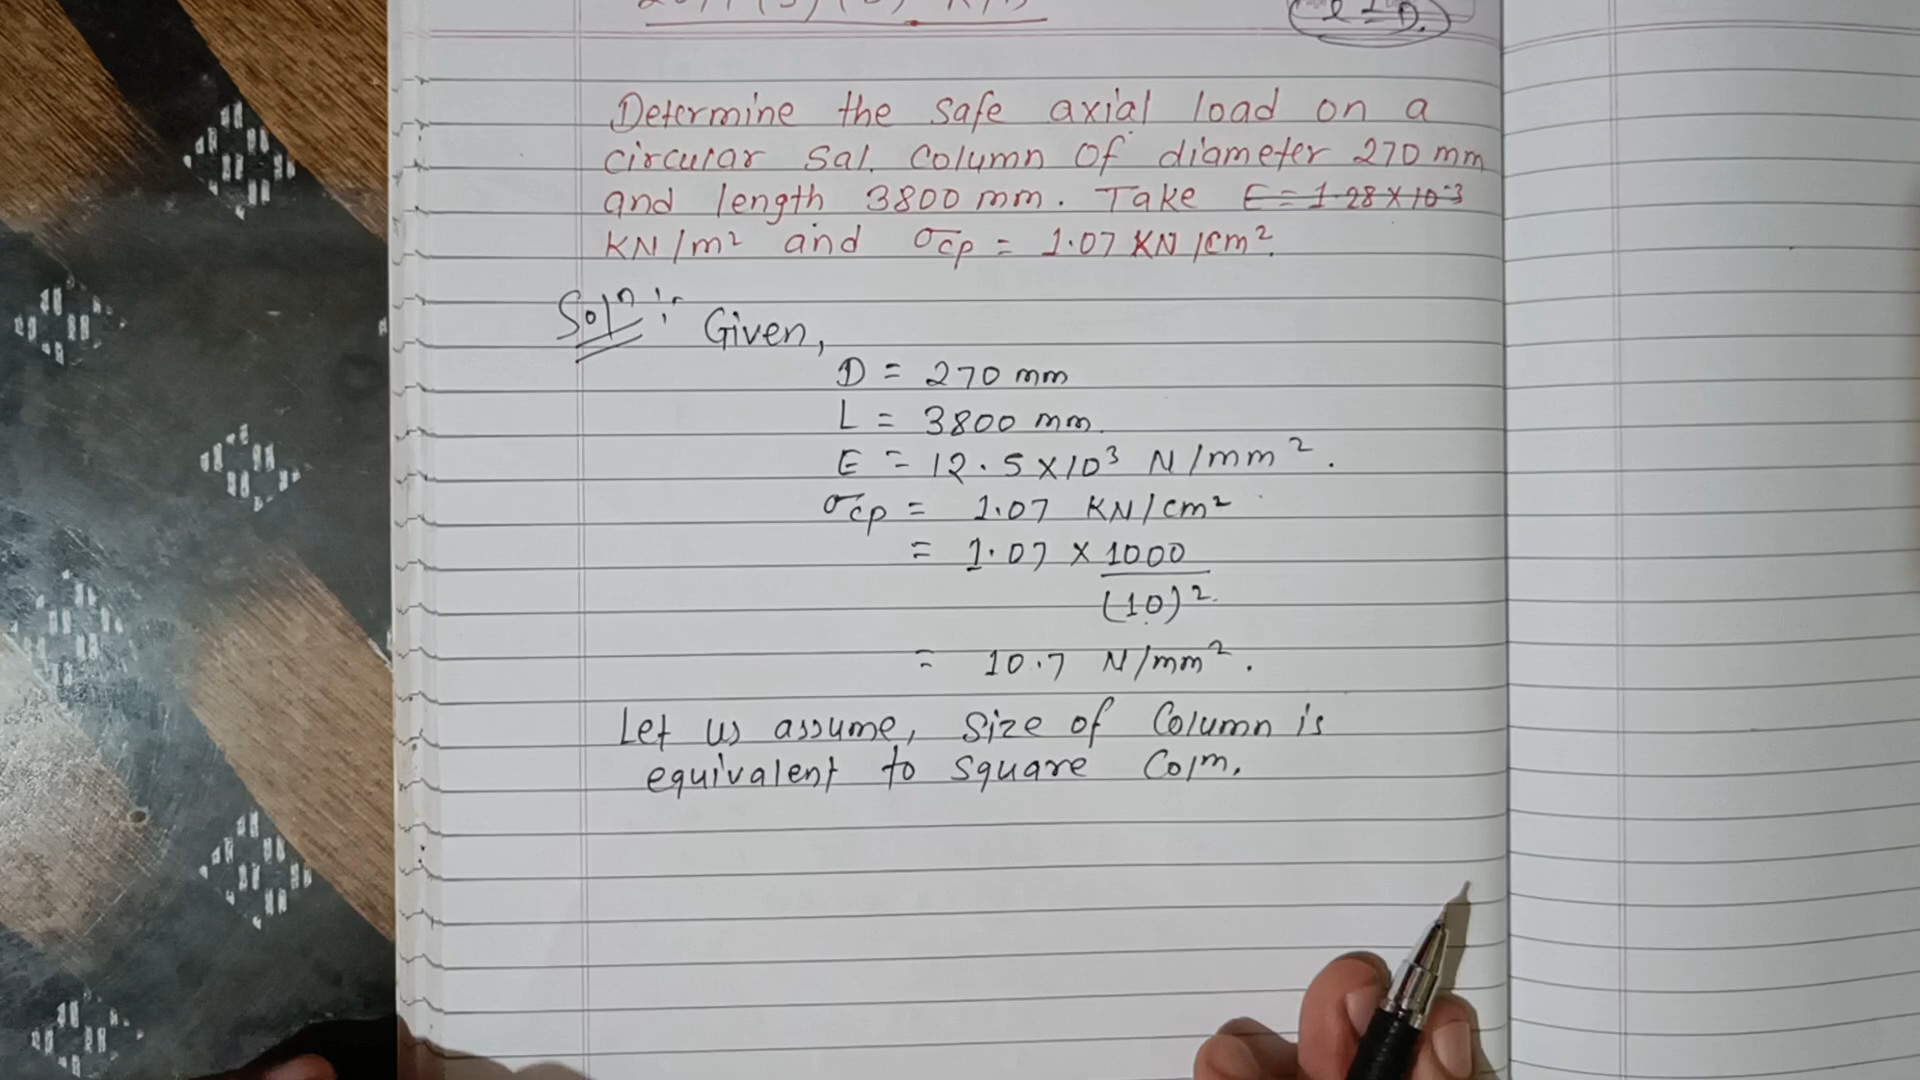 Determine the safe axial load on a
circular sal. column of diameter 270 mm
and length 3800 mm. Take E = 1.28 × 10⁻³
KN/m² and σcp = 1.07 KN/cm².
Solⁿ :-
Given,
D = 270 mm
L = 3800 mm.
E = 12.5 × 10³ N/mm².
σcp = 1.07 KN/cm²
= 1.07 × 1000
(10)².
= 10.7 N/mm².
Let us assume, size of Column is
equivalent to square Colm.